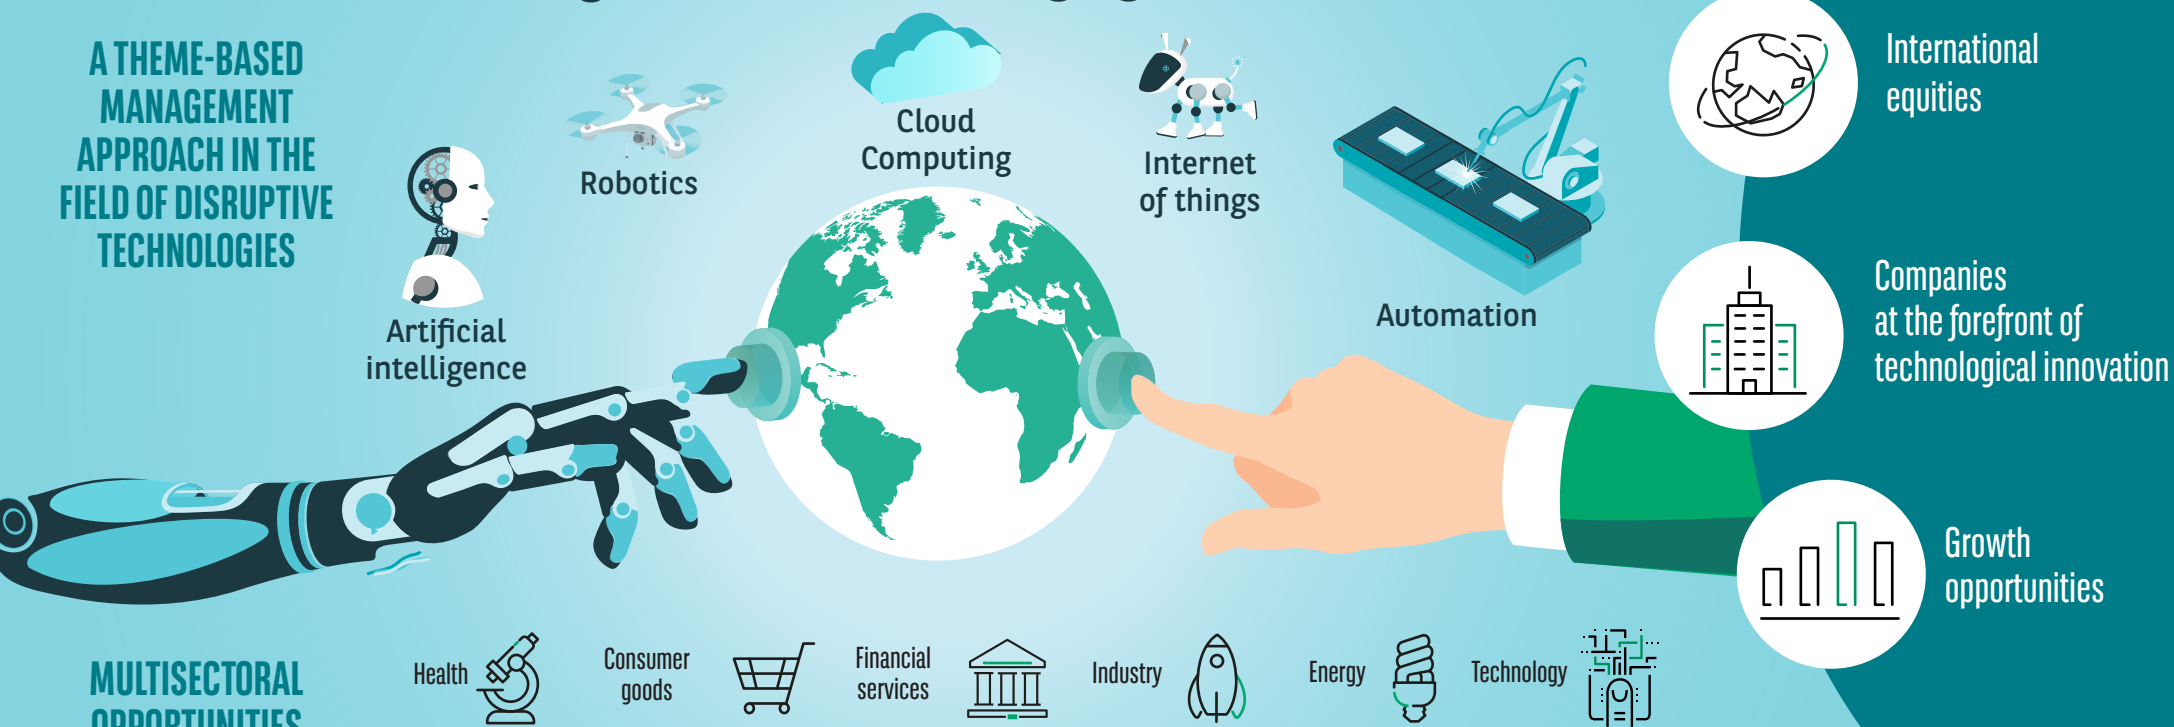 A THEME-BASED
MANAGEMENT
APPROACH IN THE
FIELD OF DISRUPTIVE
TECHNOLOGIES
Artificial
intelligence
Robotics
Cloud
Computing
Internet
of things
Automation
International
equities
Companies
at the forefront of
technological innovation
Growth
opportunities
MULTISECTORAL
OPPORTUNITIES
Health
Consumer
goods
Financial
services
Industry
Energy
Technology